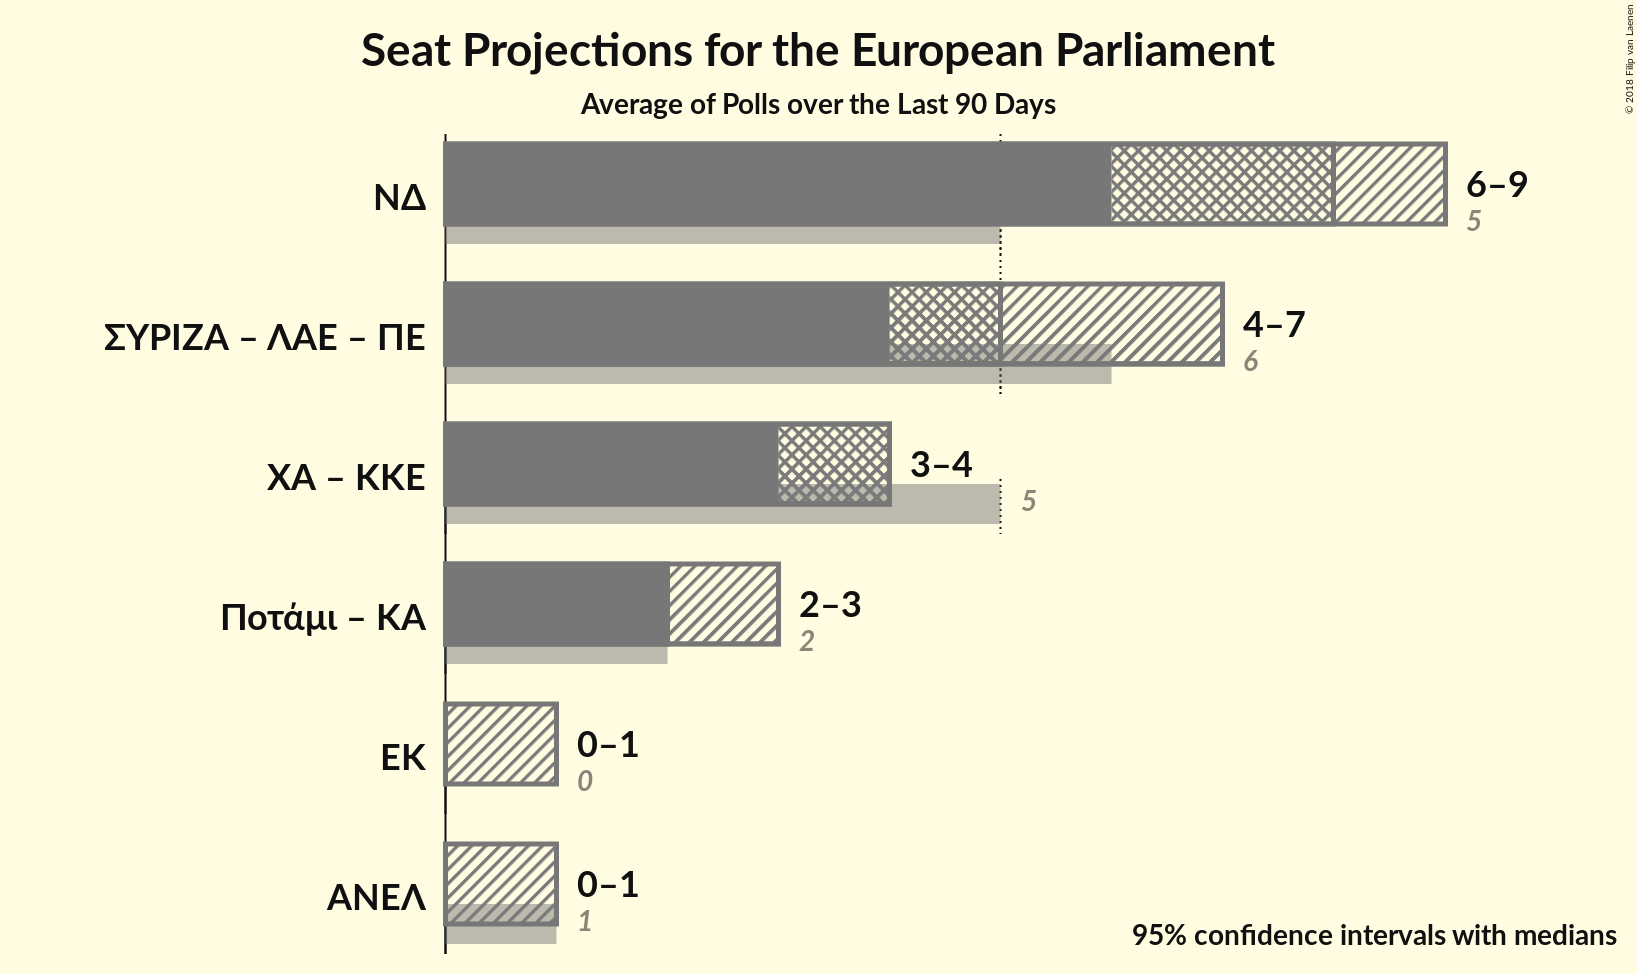 Seat Projections for the European Parliament
Average of Polls over the Last 90 Days
© 2018 Filip van Laenen
ΝΔ
6–9
5
ΣΥΡΙΖΑ – ΛΑΕ – ΠΕ
4–7
6
ΧΑ – ΚΚΕ
3–4
5
Ποτάμι – ΚΑ
2–3
2
ΕΚ
0–1
0
ΑΝΕΛ
0–1
1
95% confidence intervals with medians